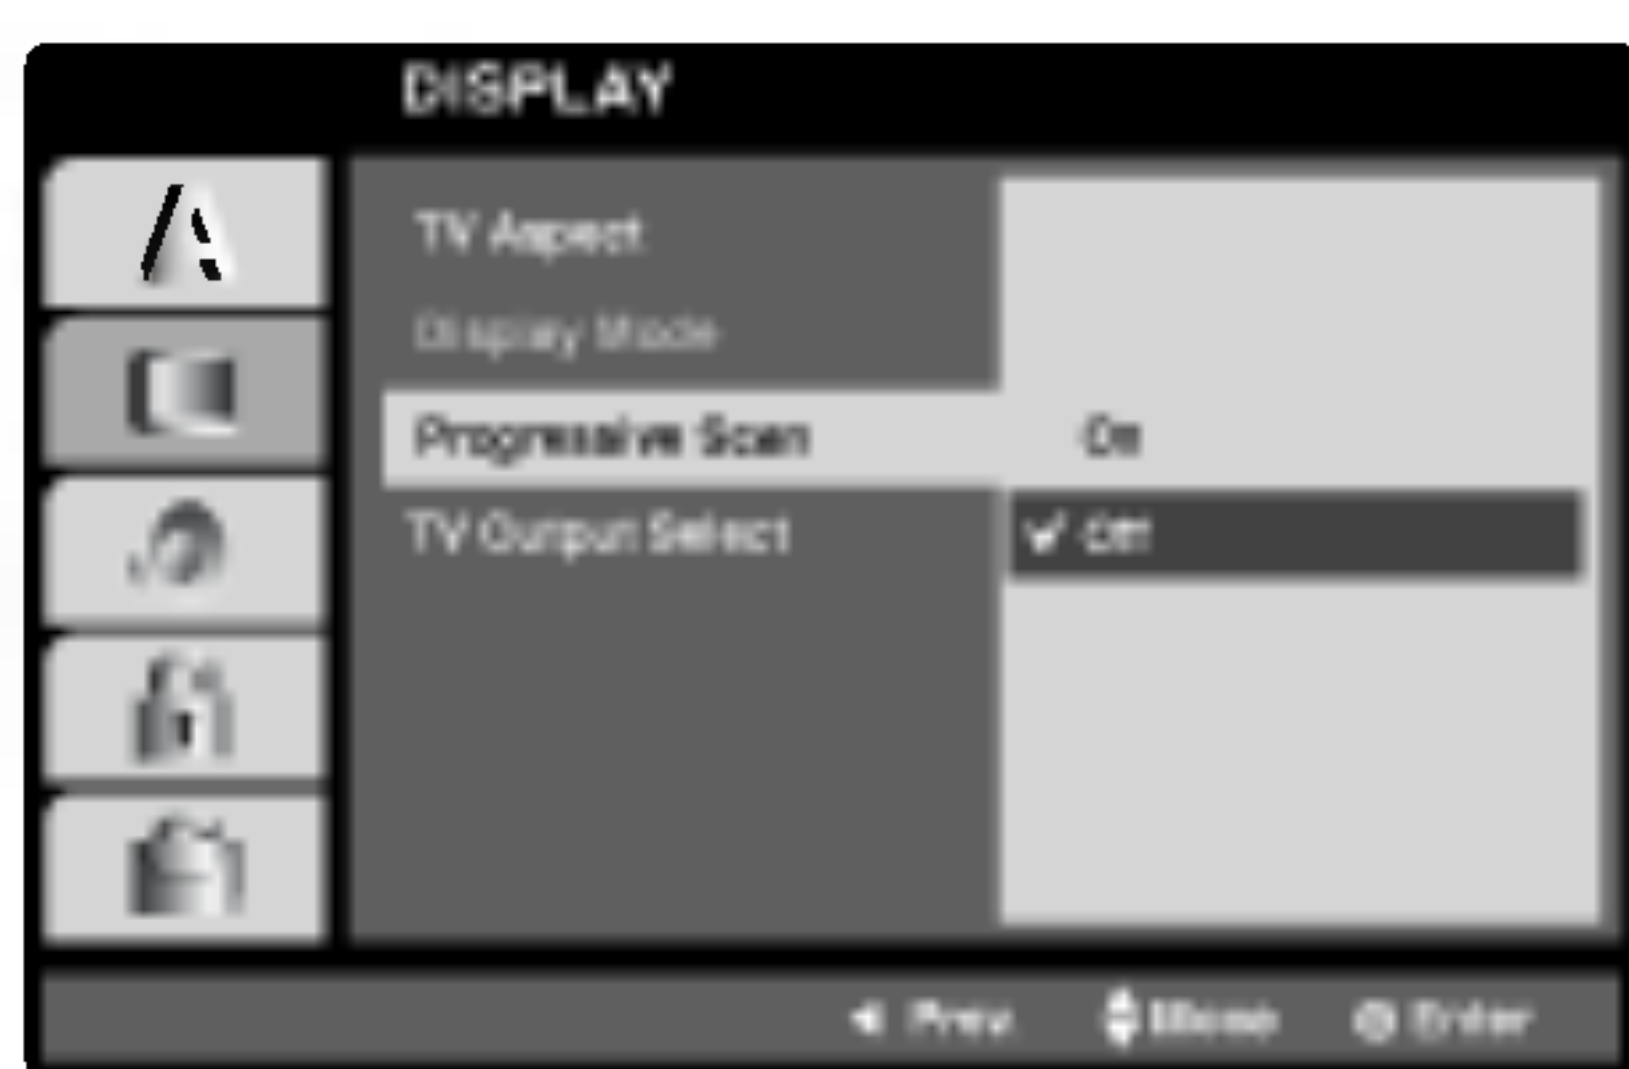 DISPLAY
TV Aspect
Display Mode
Progressive Scan On
TV Output Select ✔ Off
◄ Prev. Move Enter